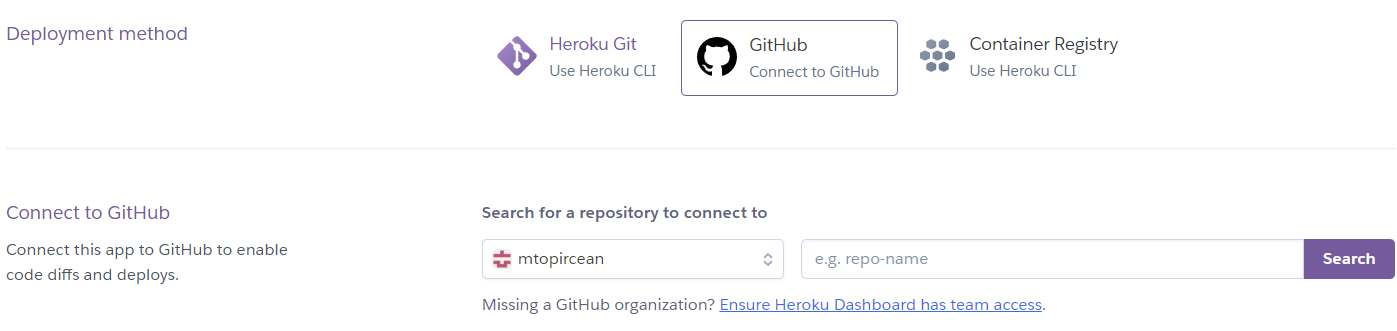 Deployment method
Heroku Git
Use Heroku CLI
GitHub
Connect to GitHub
Container Registry
Use Heroku CLI
Connect to GitHub
Connect this app to GitHub to enable
code diffs and deploys.
Search for a repository to connect to
mtopircean
e.g. repo-name
Search
Missing a GitHub organization? Ensure Heroku Dashboard has team access.